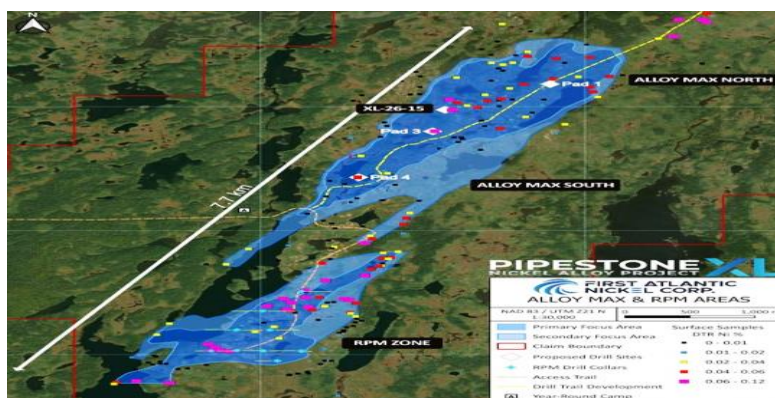 N
ALLOY MAX NORTH
Pad 1
XL-26-15
Pad 3
Pad 4
ALLOY MAX SOUTH
7.7 km
RPM ZONE
PIPESTONE XL
NICKEL ALLOY PROJECT
FIRST ATLANTIC
NICKEL CORP.
ALLOY MAX & RPM AREAS
NAD 83 / UTM Z21 N
1:30,000
0 500 1,000
Primary Focus Area
Secondary Focus Area
Claim Boundary
Proposed Drill Sites
RPM Drill Collars
Access Trail
Drill Trail Development
Year-Round Camp
Surface Samples
DTR Ni %
0 - 0.01
0.01 - 0.02
0.02 - 0.04
0.04 - 0.06
0.06 - 0.12